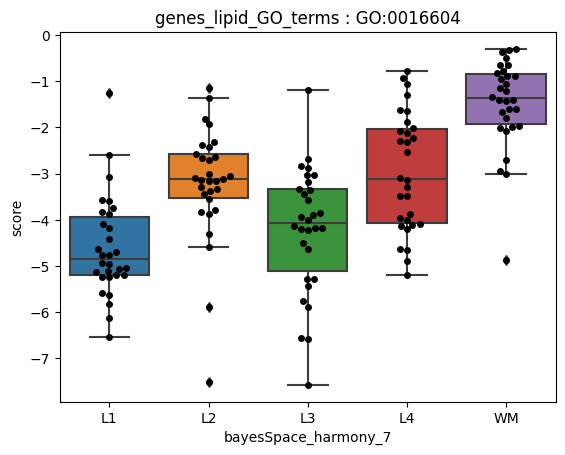 genes_lipid_GO_terms : GO:0016604
0
−1
−2
−3
−4
−5
−6
−7
score
L1 L2 L3 L4 WM
bayesSpace_harmony_7